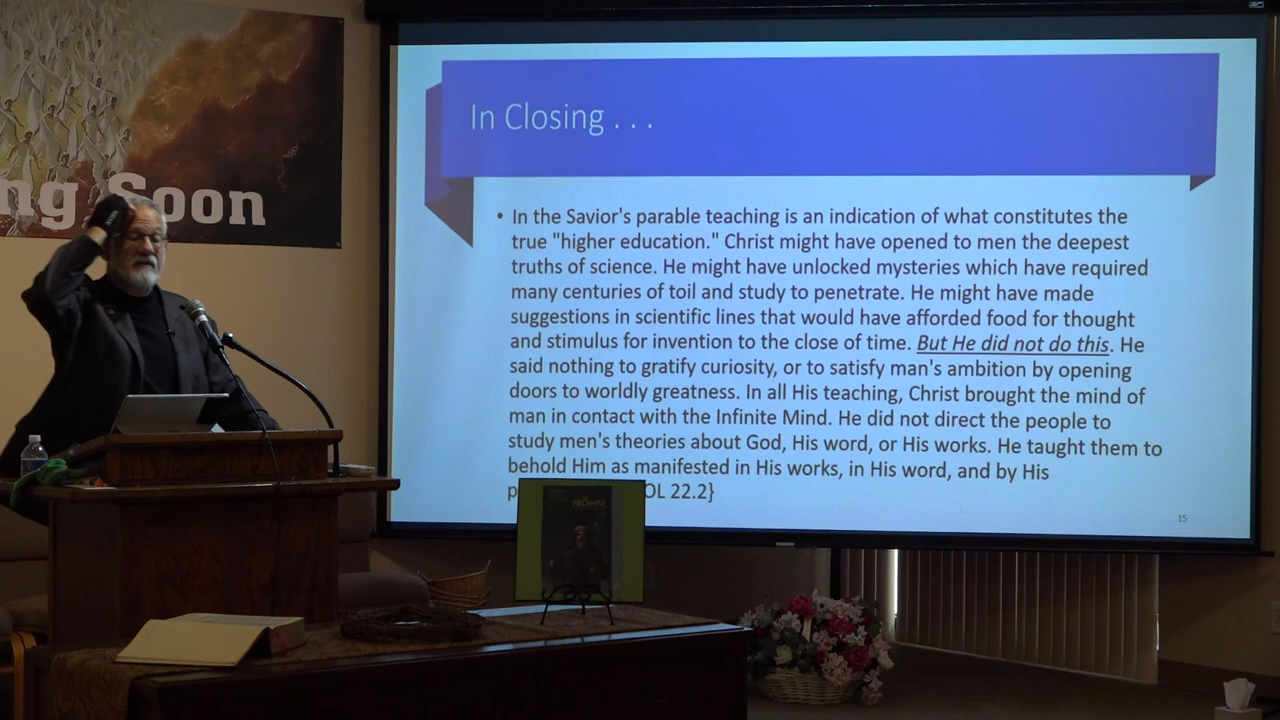 ng Soon
In Closing . . .
• In the Savior's parable teaching is an indication of what constitutes the
true "higher education." Christ might have opened to men the deepest
truths of science. He might have unlocked mysteries which have required
many centuries of toil and study to penetrate. He might have made
suggestions in scientific lines that would have afforded food for thought
and stimulus for invention to the close of time. But He did not do this. He
said nothing to gratify curiosity, or to satisfy man's ambition by opening
doors to worldly greatness. In all His teaching, Christ brought the mind of
man in contact with the Infinite Mind. He did not direct the people to
study men's theories about God, His word, or His works. He taught them to
behold Him as manifested in His works, in His word, and by His
p OL 22.2}
15
PROMISE